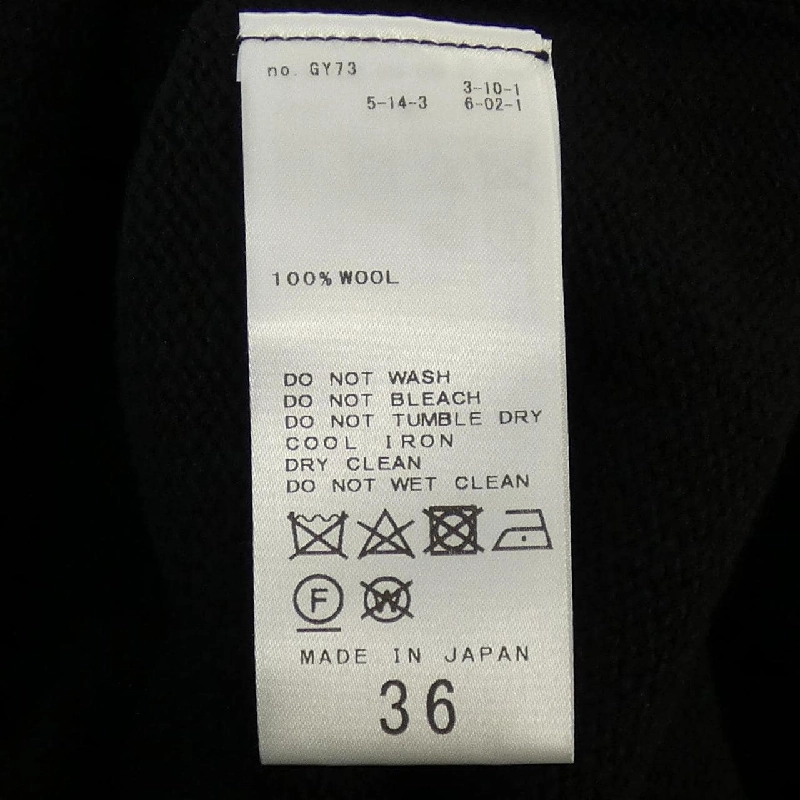 no. GY73
3-10-1
5-14-3 6-02-1
100% WOOL
DO NOT WASH
DO NOT BLEACH
DO NOT TUMBLE DRY
COOL IRON
DRY CLEAN
DO NOT WET CLEAN
F W
MADE IN JAPAN
36